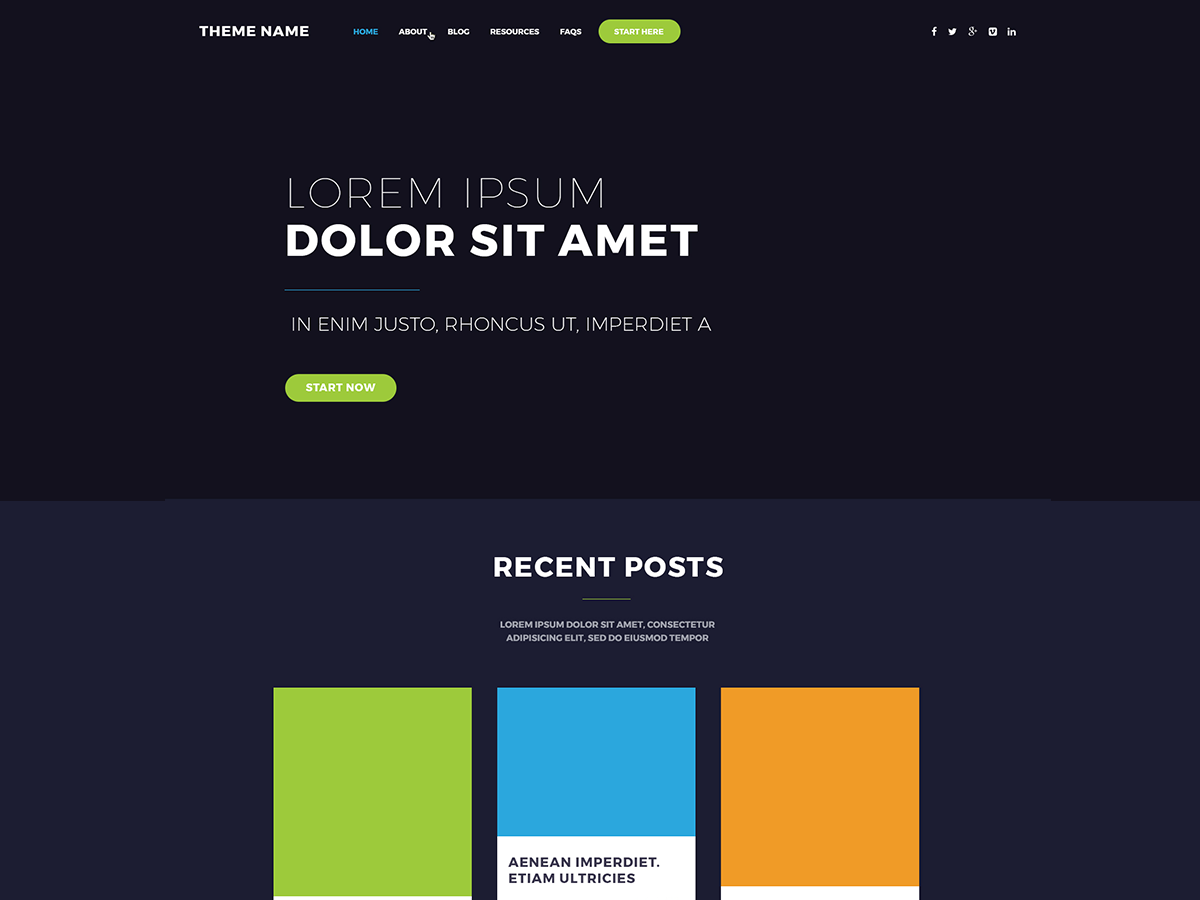 THEME NAME
HOME ABOUT BLOG RESOURCES FAQS START HERE
LOREM IPSUM
DOLOR SIT AMET
IN ENIM JUSTO, RHONCUS UT, IMPERDIET A
START NOW
RECENT POSTS
LOREM IPSUM DOLOR SIT AMET, CONSECTETUR
ADIPISICING ELIT, SED DO EIUSMOD TEMPOR
AENEAN IMPERDIET.
ETIAM ULTRICIES